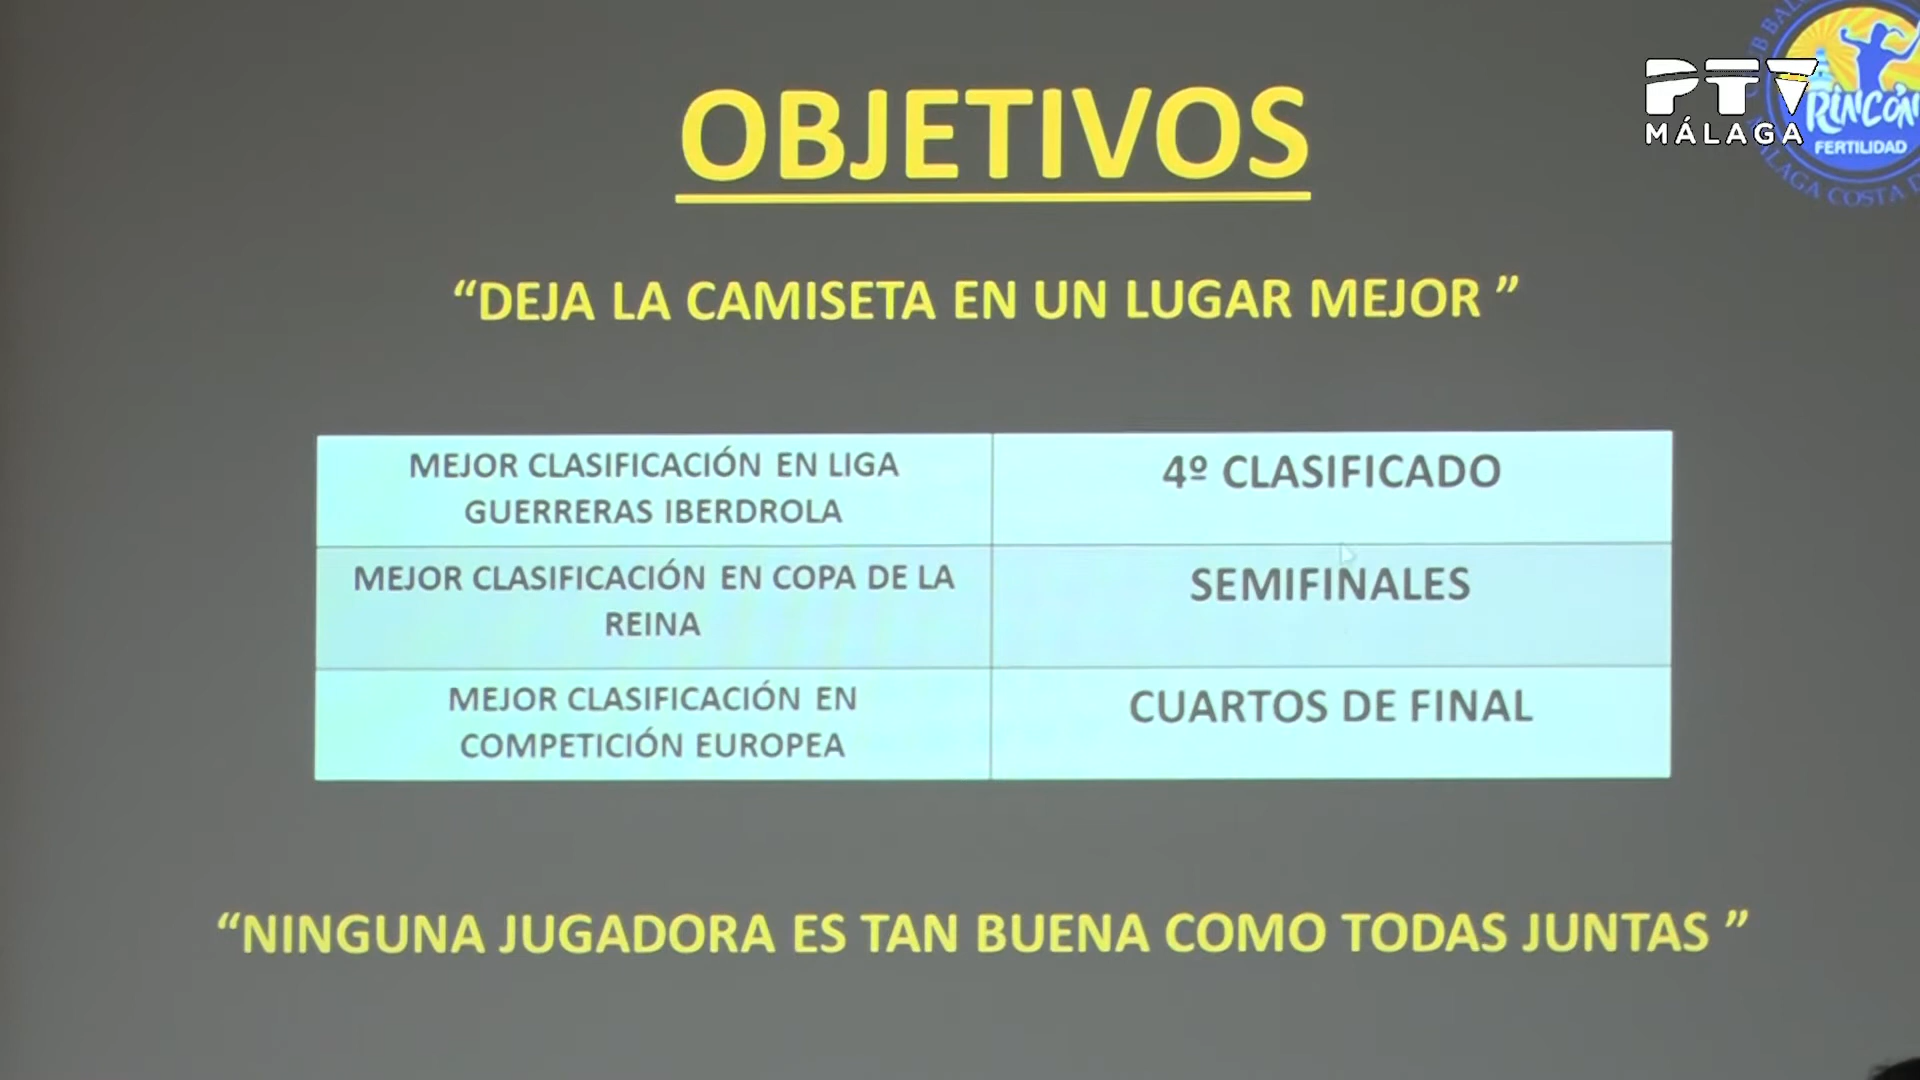 OBJETIVOS
PTV
MÁLAGA
RINCÓN
FERTILIDAD
MÁLAGA COSTA
“DEJA LA CAMISETA EN UN LUGAR MEJOR ”
MEJOR CLASIFICACIÓN EN LIGA
GUERRERAS IBERDROLA
4º CLASIFICADO
MEJOR CLASIFICACIÓN EN COPA DE LA
REINA
SEMIFINALES
MEJOR CLASIFICACIÓN EN
COMPETICIÓN EUROPEA
CUARTOS DE FINAL
“NINGUNA JUGADORA ES TAN BUENA COMO TODAS JUNTAS ”